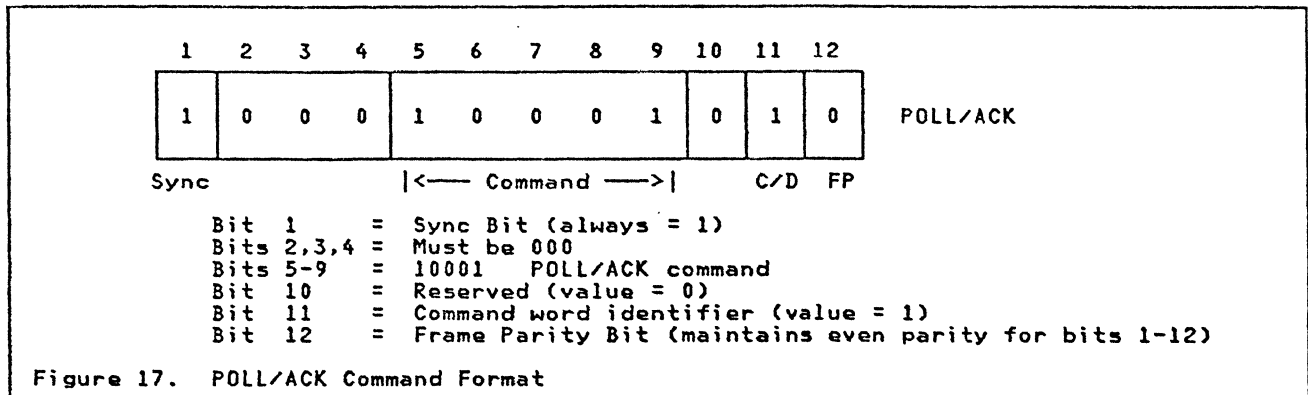 1 2 3 4 5 6 7 8 9 10 11 12
1 0 0 0 1 0 0 0 1 0 1 0 POLL/ACK
Sync |<—— Command ——>| C/D FP
Bit 1 = Sync Bit (always = 1)
Bits 2,3,4 = Must be 000
Bits 5-9 = 10001 POLL/ACK command
Bit 10 = Reserved (value = 0)
Bit 11 = Command word identifier (value = 1)
Bit 12 = Frame Parity Bit (maintains even parity for bits 1-12)
Figure 17. POLL/ACK Command Format